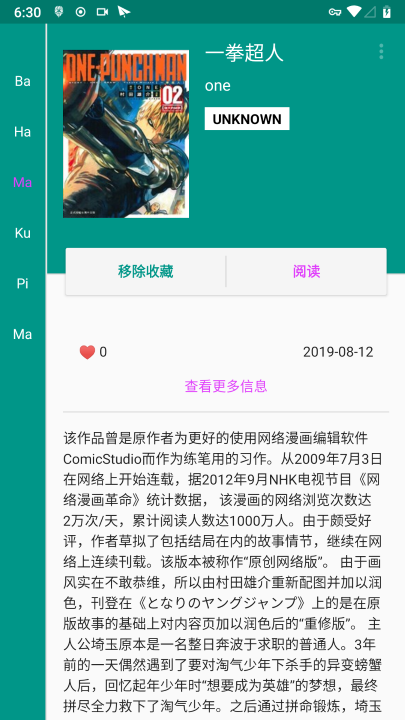 6:30
一拳超人
one
UNKNOWN
ONE-PUNCH MAN
ONE
村田雄介
02
Ba
Ha
Ma
Ku
Pi
Ma
移除收藏
阅读
0
2019-08-12
查看更多信息
该作品曾是原作者为更好的使用网络漫画编辑软件
ComicStudio而作为练笔用的习作。从2009年7月3日
在网络上开始连载，据2012年9月NHK电视节目《网
络漫画革命》统计数据， 该漫画的网络浏览次数达
2万次/天，累计阅读人数达1000万人。由于颇受好
评，作者草拟了包括结局在内的故事情节，继续在网
络上连续刊载。该版本被称作“原创网络版”。 由于画
风实在不敢恭维，所以由村田雄介重新配图并加以润
色，刊登在《となりのヤングジャンプ》上的是在原
版故事的基础上对内容页加以润色后的“重修版”。 主
人公埼玉原本是一名整日奔波于求职的普通人。3年
前的一天偶然遇到了要对淘气少年下杀手的异变螃蟹
人后，回忆起年少年时“想要成为英雄”的梦想，最终
拼尽全力救下了淘气少年。之后通过拼命锻炼，埼玉